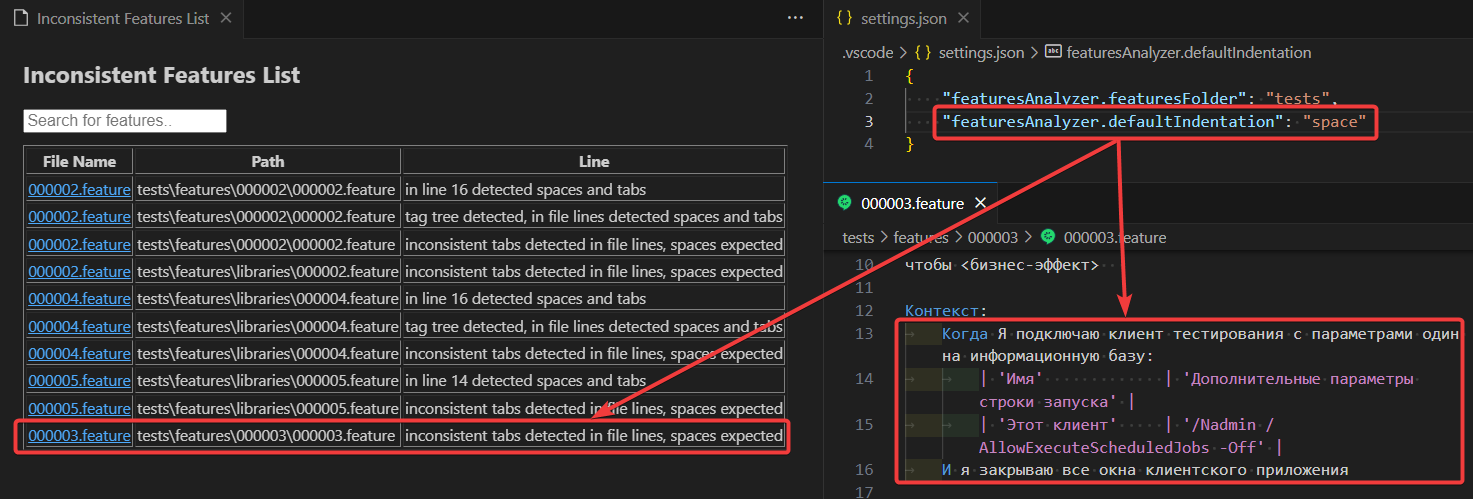 Inconsistent Features List
Inconsistent Features List
Search for features..
File Name Path Line
000002.feature tests\features\000002\000002.feature in line 16 detected spaces and tabs
000002.feature tests\features\000002\000002.feature tag tree detected, in file lines detected spaces and tabs
000002.feature tests\features\000002\000002.feature inconsistent tabs detected in file lines, spaces expected
000002.feature tests\features\libraries\000002.feature inconsistent tabs detected in file lines, spaces expected
000004.feature tests\features\libraries\000004.feature in line 16 detected spaces and tabs
000004.feature tests\features\libraries\000004.feature tag tree detected, in file lines detected spaces and tabs
000004.feature tests\features\libraries\000004.feature inconsistent tabs detected in file lines, spaces expected
000005.feature tests\features\libraries\000005.feature in line 14 detected spaces and tabs
000005.feature tests\features\libraries\000005.feature inconsistent tabs detected in file lines, spaces expected
000003.feature tests\features\000003\000003.feature inconsistent tabs detected in file lines, spaces expected
{} settings.json
.vscode > {} settings.json > abc featuresAnalyzer.defaultIndentation
1 {
2 "featuresAnalyzer.featuresFolder": "tests",
3 "featuresAnalyzer.defaultIndentation": "space"
4 }
000003.feature
tests > features > 000003 > 000003.feature
10 чтобы <бизнес-эффект>
11
12 Контекст:
13 Когда Я подключаю клиент тестирования с параметрами один
на информационную базу:
14 | 'Имя' | 'Дополнительные параметры
строки запуска' |
15 | 'Этот клиент' | '/Nadmin /
AllowExecuteScheduledJobs -Off' |
16 И я закрываю все окна клиентского приложения
17